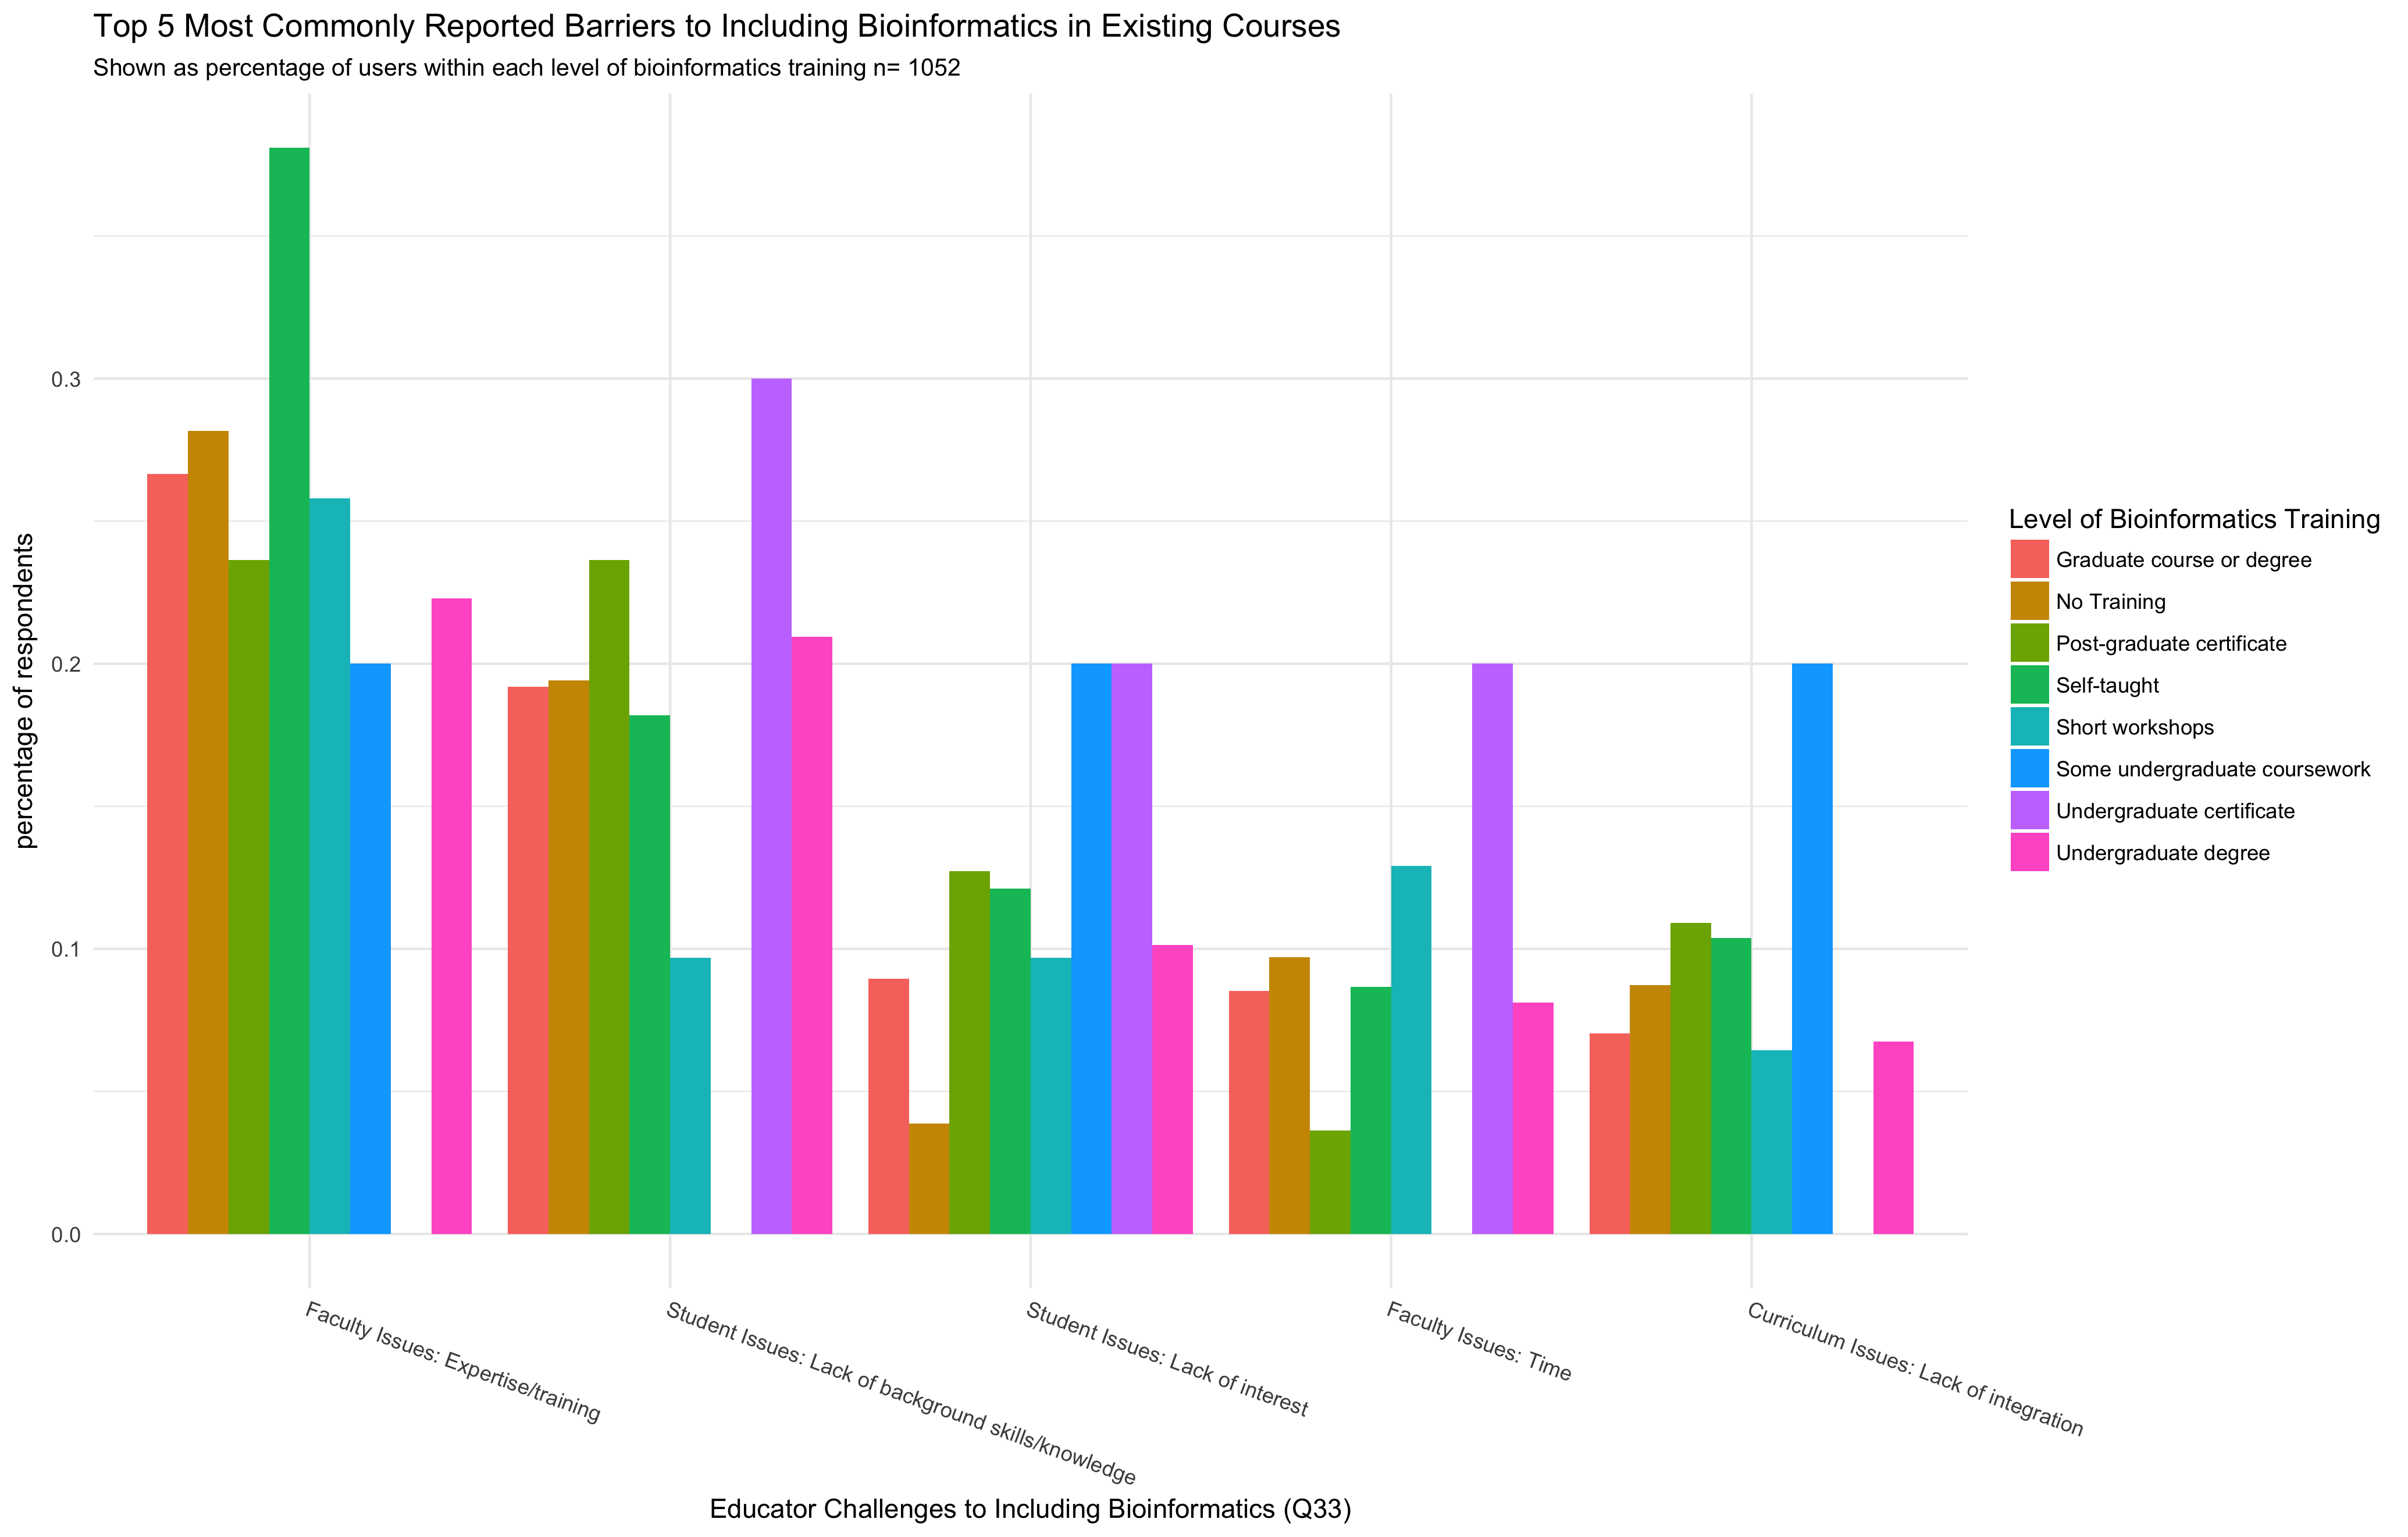 Top 5 Most Commonly Reported Barriers to Including Bioinformatics in Existing Courses
Shown as percentage of users within each level of bioinformatics training n= 1052
percentage of respondents
0.3
0.2
0.1
0.0
Faculty Issues: Expertise/training
Student Issues: Lack of background skills/knowledge
Student Issues: Lack of interest
Faculty Issues: Time
Curriculum Issues: Lack of integration
Educator Challenges to Including Bioinformatics (Q33)
Level of Bioinformatics Training
Graduate course or degree
No Training
Post-graduate certificate
Self-taught
Short workshops
Some undergraduate coursework
Undergraduate certificate
Undergraduate degree